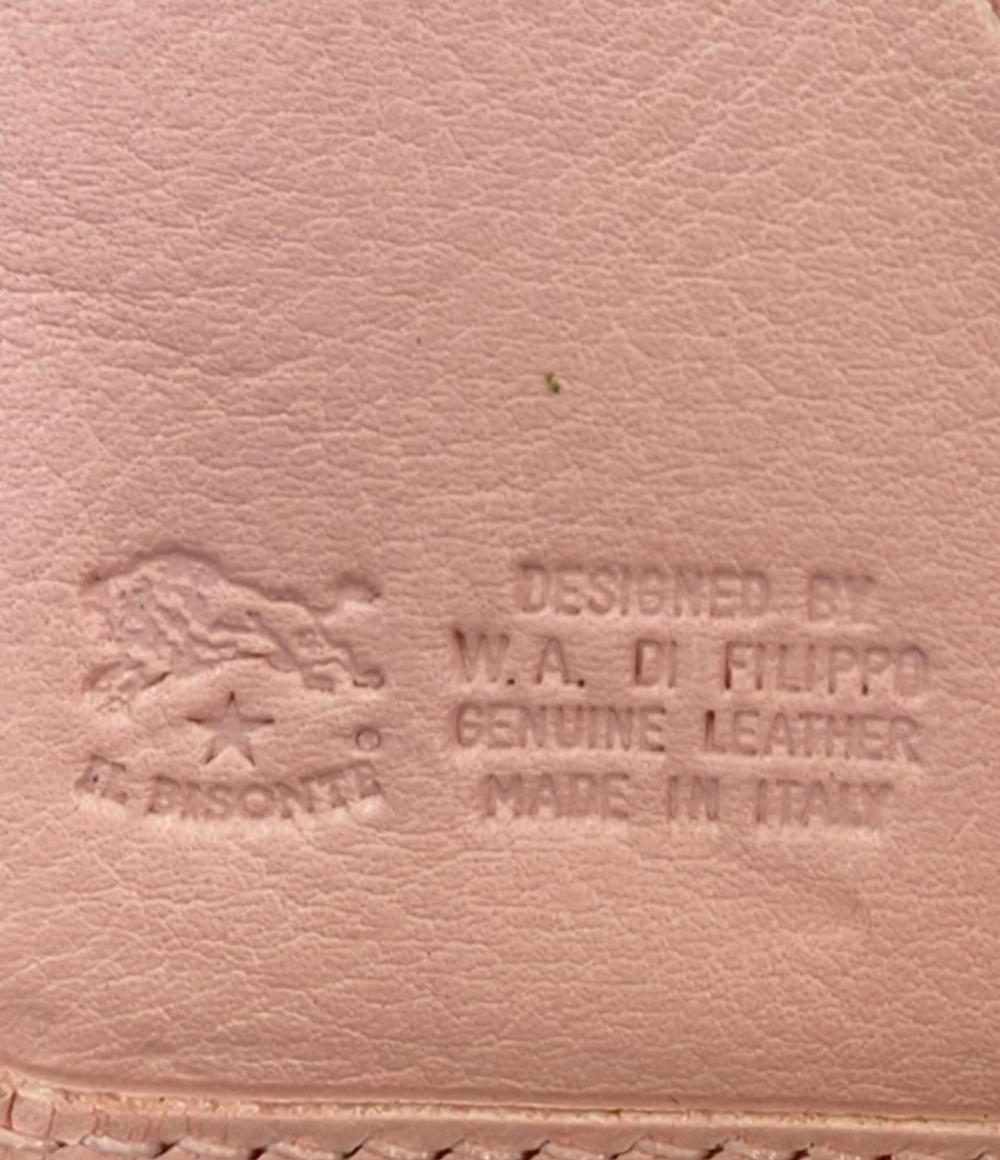 IL BISONTE
DESIGNED BY
W.A. DI FILIPPO
GENUINE LEATHER
MADE IN ITALY